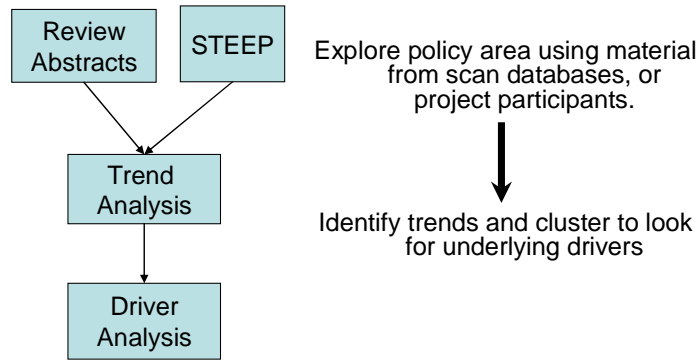 Review
Abstracts
STEEP
Trend
Analysis
Driver
Analysis
Explore policy area using material
from scan databases, or
project participants.
Identify trends and cluster to look
for underlying drivers